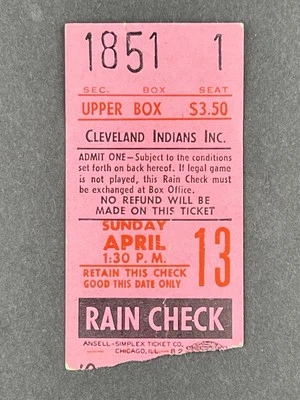 1851 1
SEC. BOX SEAT
UPPER BOX $3.50
CLEVELAND INDIANS INC.
ADMIT ONE—Subject to the conditions
set forth on back hereof. If legal game
is not played, this Rain Check must
be exchanged at Box Office.
NO REFUND WILL BE
MADE ON THIS TICKET
SUNDAY
APRIL 13
1:30 P. M.
RETAIN THIS CHECK
GOOD THIS DATE ONLY
RAIN CHECK
ANSELL-SIMPLEX TICKET CO.
CHICAGO, ILL.